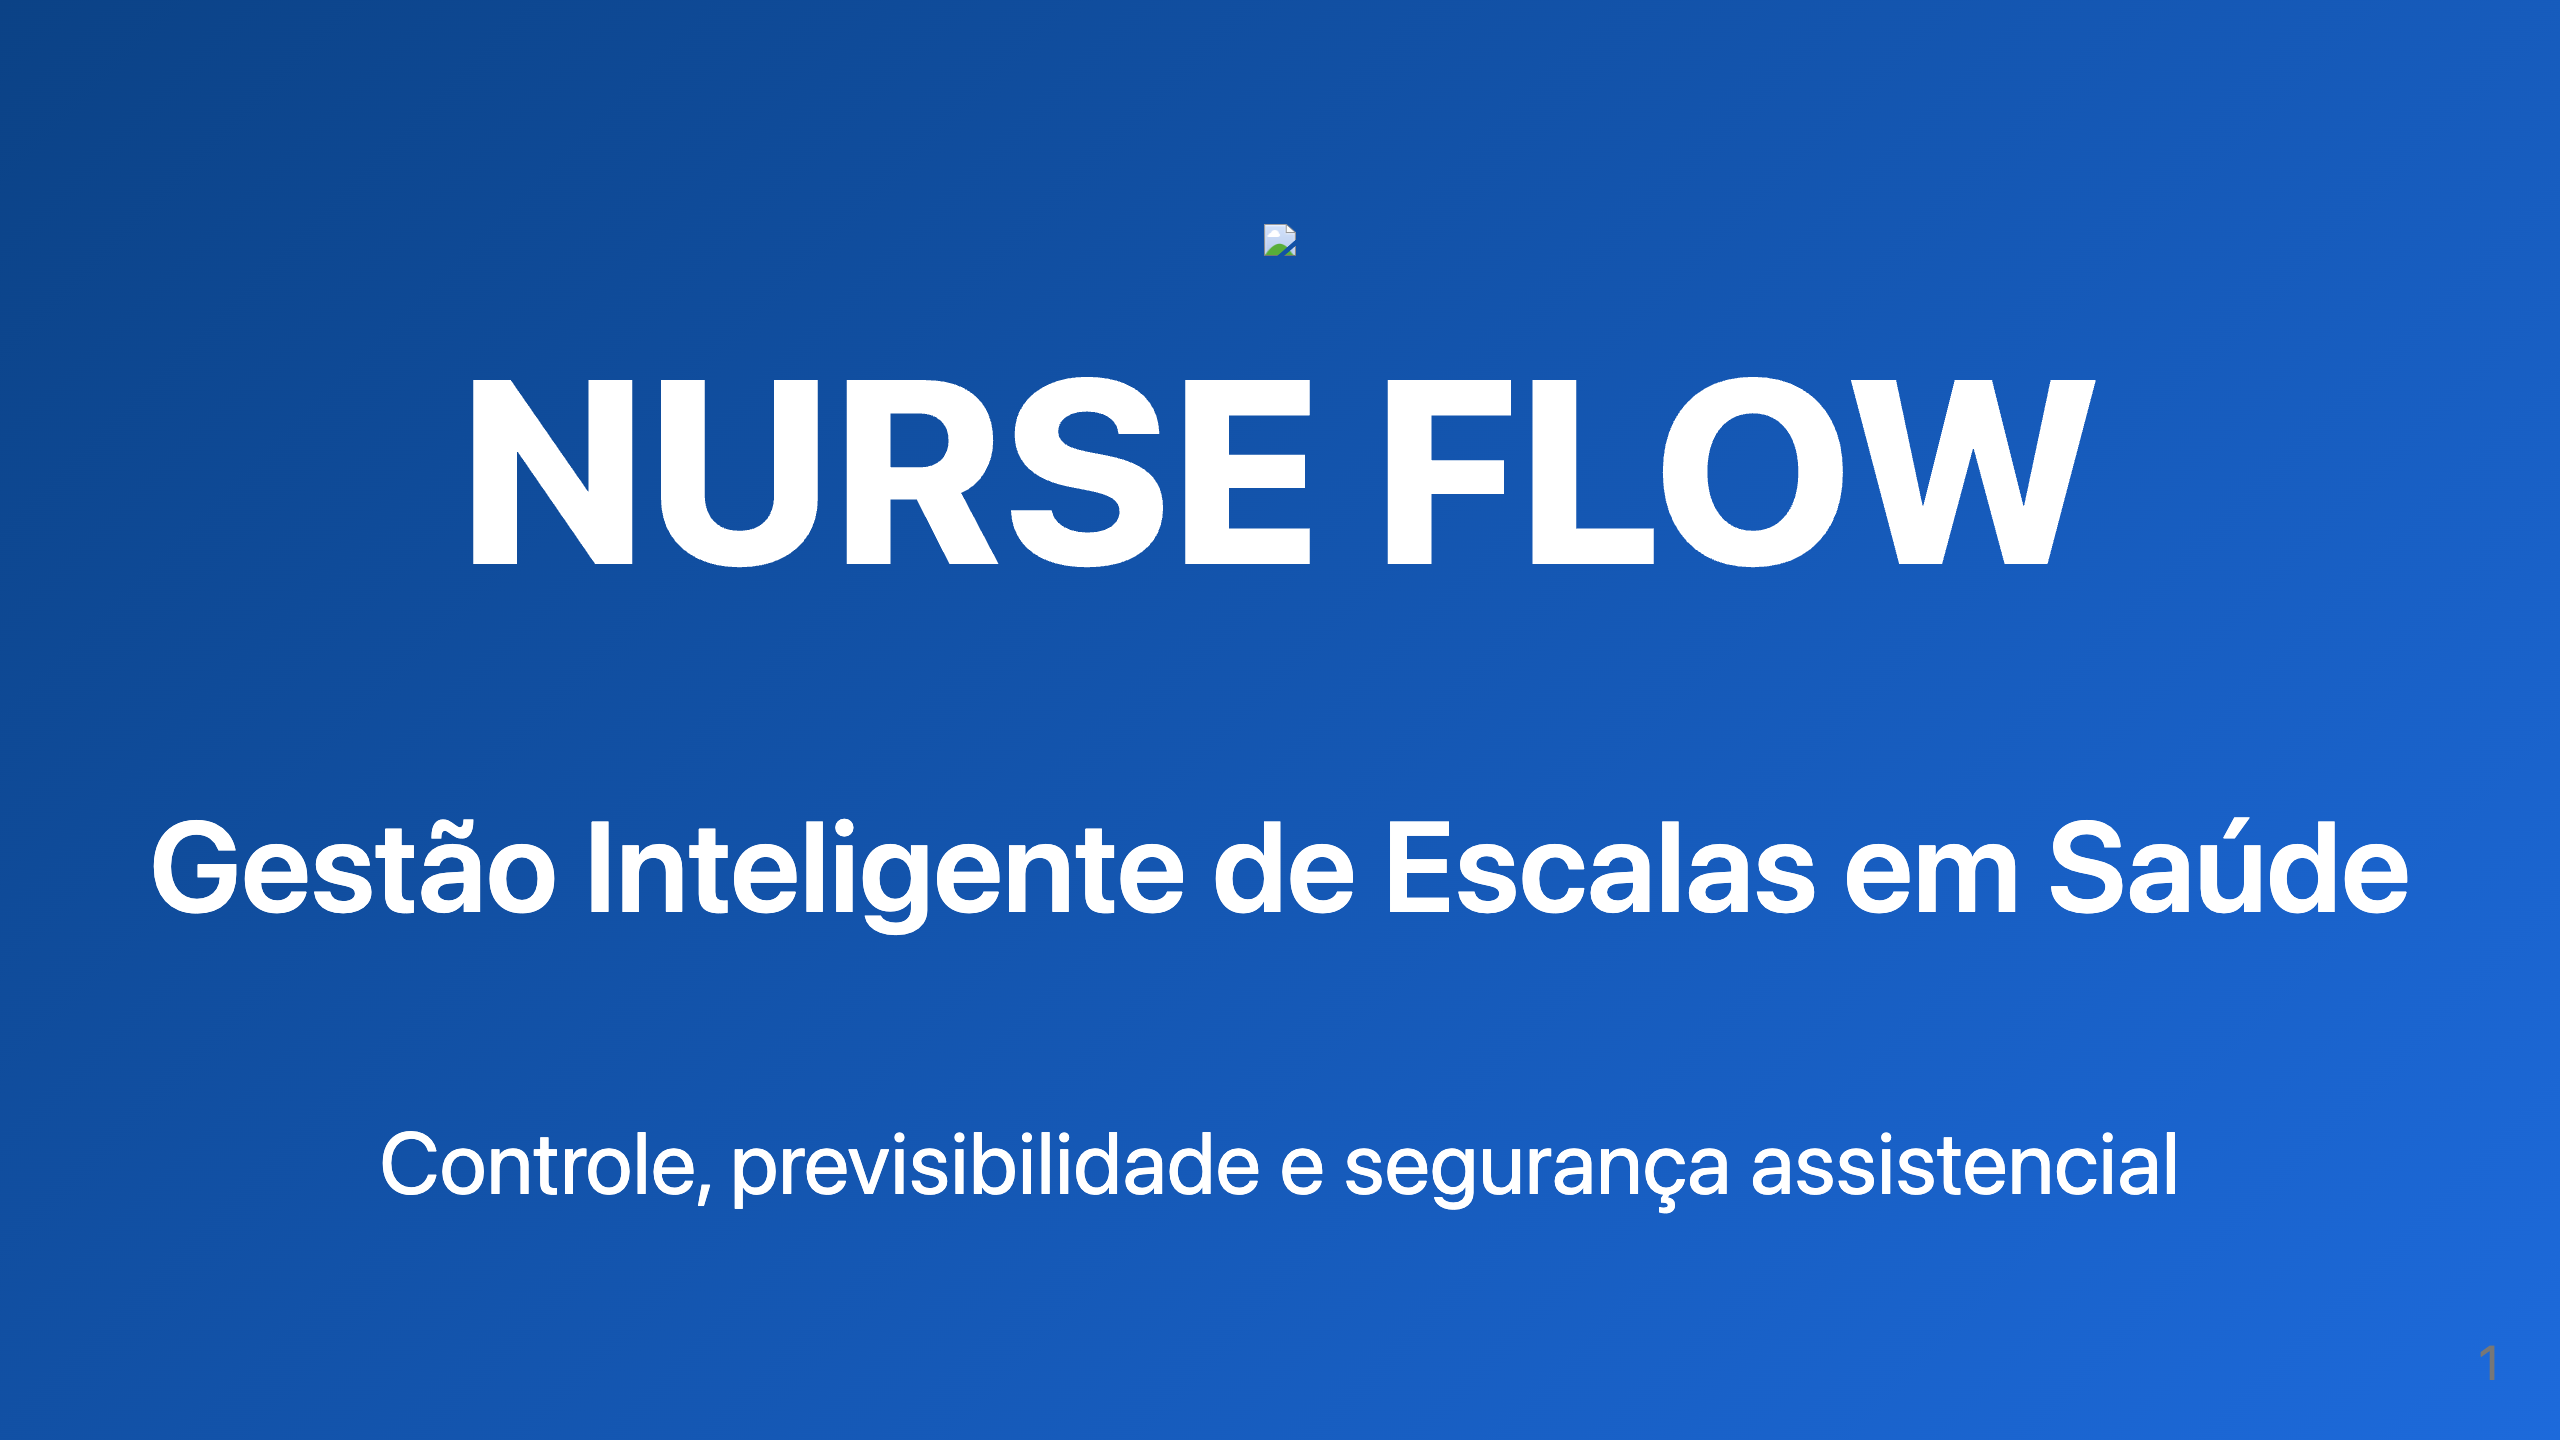 NURSE FLOW
Gestão Inteligente de Escalas em Saúde
Controle, previsibilidade e segurança assistencial
1